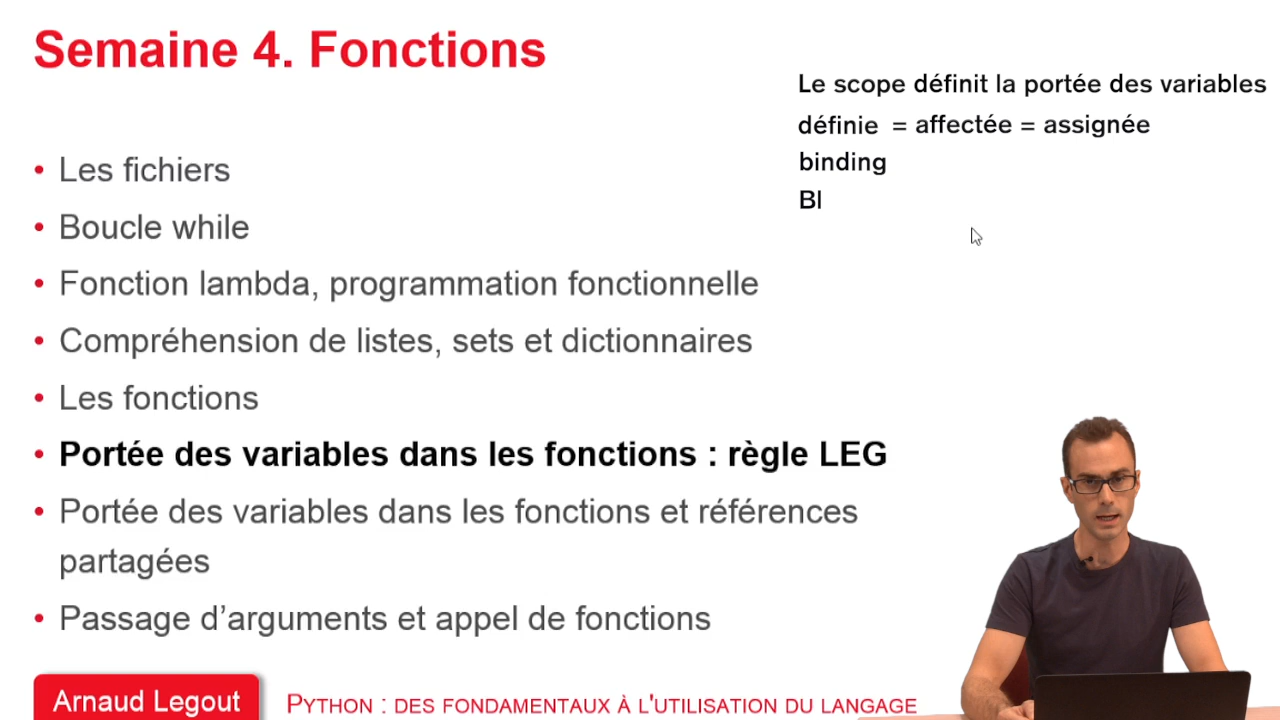 Semaine 4. Fonctions
Le scope définit la portée des variables
définie = affectée = assignée
binding
Bl
• Les fichiers
• Boucle while
• Fonction lambda, programmation fonctionnelle
• Compréhension de listes, sets et dictionnaires
• Les fonctions
• Portée des variables dans les fonctions : règle LEG
• Portée des variables dans les fonctions et références
partagées
• Passage d’arguments et appel de fonctions
Arnaud Legout
PYTHON : DES FONDAMENTAUX À L'UTILISATION DU LANGAGE